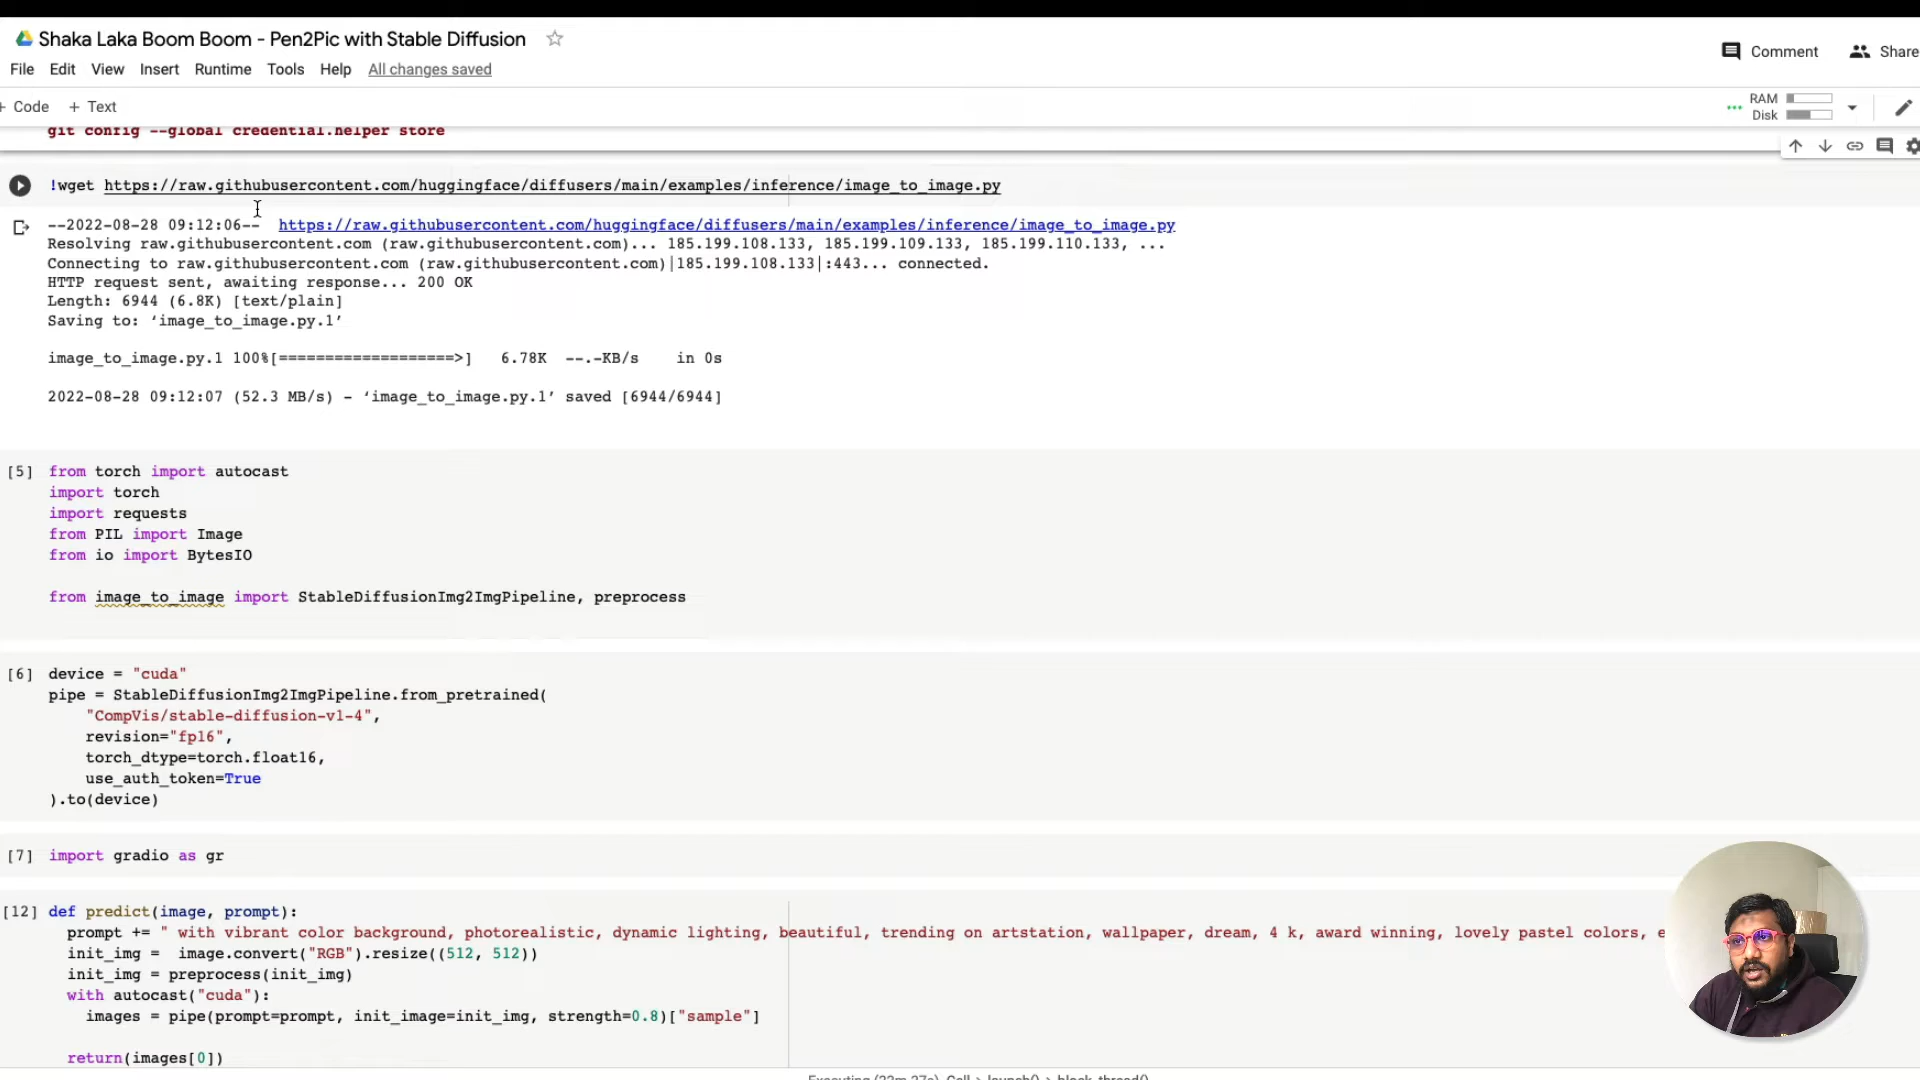 Shaka Laka Boom Boom - Pen2Pic with Stable Diffusion
Comment
Share
File Edit View Insert Runtime Tools Help All changes saved
+ Code + Text
RAM
Disk
git config --global credential.helper store
!wget https://raw.githubusercontent.com/huggingface/diffusers/main/examples/inference/image_to_image.py
--2022-08-28 09:12:06-- https://raw.githubusercontent.com/huggingface/diffusers/main/examples/inference/image_to_image.py
Resolving raw.githubusercontent.com (raw.githubusercontent.com)... 185.199.108.133, 185.199.109.133, 185.199.110.133, ...
Connecting to raw.githubusercontent.com (raw.githubusercontent.com)|185.199.108.133|:443... connected.
HTTP request sent, awaiting response... 200 OK
Length: 6944 (6.8K) [text/plain]
Saving to: ‘image_to_image.py.1’
image_to_image.py.1 100%[===================>] 6.78K --.-KB/s in 0s
2022-08-28 09:12:07 (52.3 MB/s) - ‘image_to_image.py.1’ saved [6944/6944]
[5] from torch import autocast
import torch
import requests
from PIL import Image
from io import BytesIO
from image_to_image import StableDiffusionImg2ImgPipeline, preprocess
[6] device = "cuda"
pipe = StableDiffusionImg2ImgPipeline.from_pretrained(
"CompVis/stable-diffusion-v1-4",
revision="fp16",
torch_dtype=torch.float16,
use_auth_token=True
).to(device)
[7] import gradio as gr
[12] def predict(image, prompt):
prompt += " with vibrant color background, photorealistic, dynamic lighting, beautiful, trending on artstation, wallpaper, dream, 4 k, award winning, lovely pastel colors,
init_img = image.convert("RGB").resize((512, 512))
init_img = preprocess(init_img)
with autocast("cuda"):
images = pipe(prompt=prompt, init_image=init_img, strength=0.8)["sample"]
return(images[0])